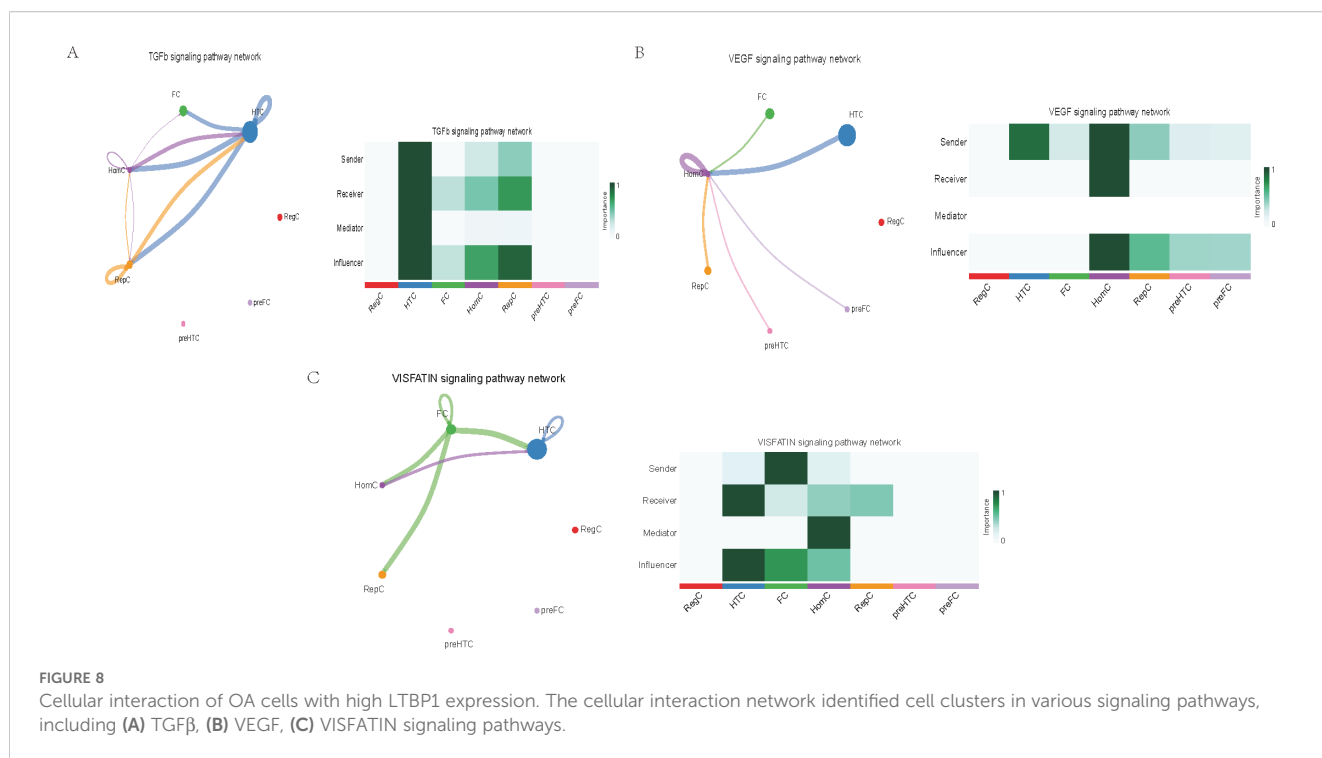 A
TGFb signaling pathway network
FC
HTC
HomC
RegC
RepC
preFC
preHTC
TGFb signaling pathway network
Sender
Receiver
Mediator
Influencer
RegC
HTC
FC
HomC
RepC
preHTC
preFC
Importance
1
0
B
VEGF signaling pathway network
FC
HTC
HomC
RegC
RepC
preFC
preHTC
VEGF signaling pathway network
Sender
Receiver
Mediator
Influencer
RegC
HTC
FC
HomC
RepC
preHTC
preFC
Importance
1
0
C
VISFATIN signaling pathway network
FC
HTC
HomC
RegC
RepC
preFC
preHTC
VISFATIN signaling pathway network
Sender
Receiver
Mediator
Influencer
RegC
HTC
FC
HomC
RepC
preHTC
preFC
Importance
1
0
FIGURE 8
Cellular interaction of OA cells with high LTBP1 expression. The cellular interaction network identified cell clusters in various signaling pathways,
including (A) TGFβ, (B) VEGF, (C) VISFATIN signaling pathways.